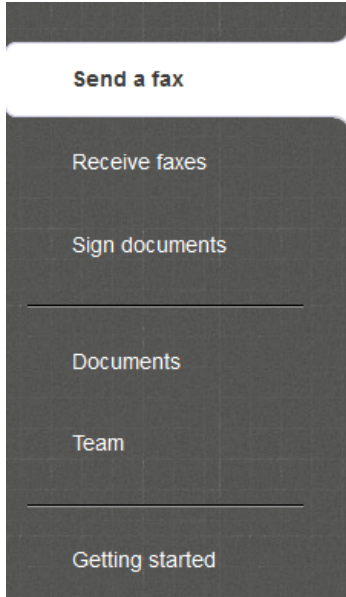 Send a fax
Receive faxes
Sign documents
Documents
Team
Getting started